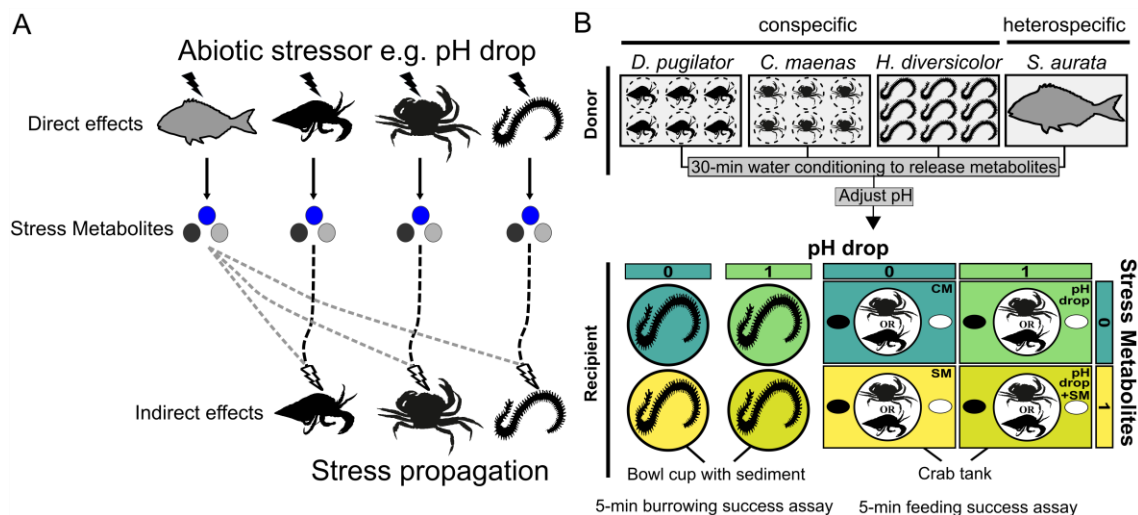 A
Abiotic stressor e.g. pH drop
Direct effects
Stress Metabolites
Indirect effects
Stress propagation
B
conspecific
heterospecific
D. pugilator
C. maenas
H. diversicolor
S. aurata
Donor
30-min water conditioning to release metabolites
Adjust pH
pH drop
0
1
0
1
Recipient
CM
OR
pH
drop
OR
0
SM
OR
pH
drop
+SM
OR
1
Stress Metabolites
Bowl cup with sediment
Crab tank
5-min burrowing success assay
5-min feeding success assay